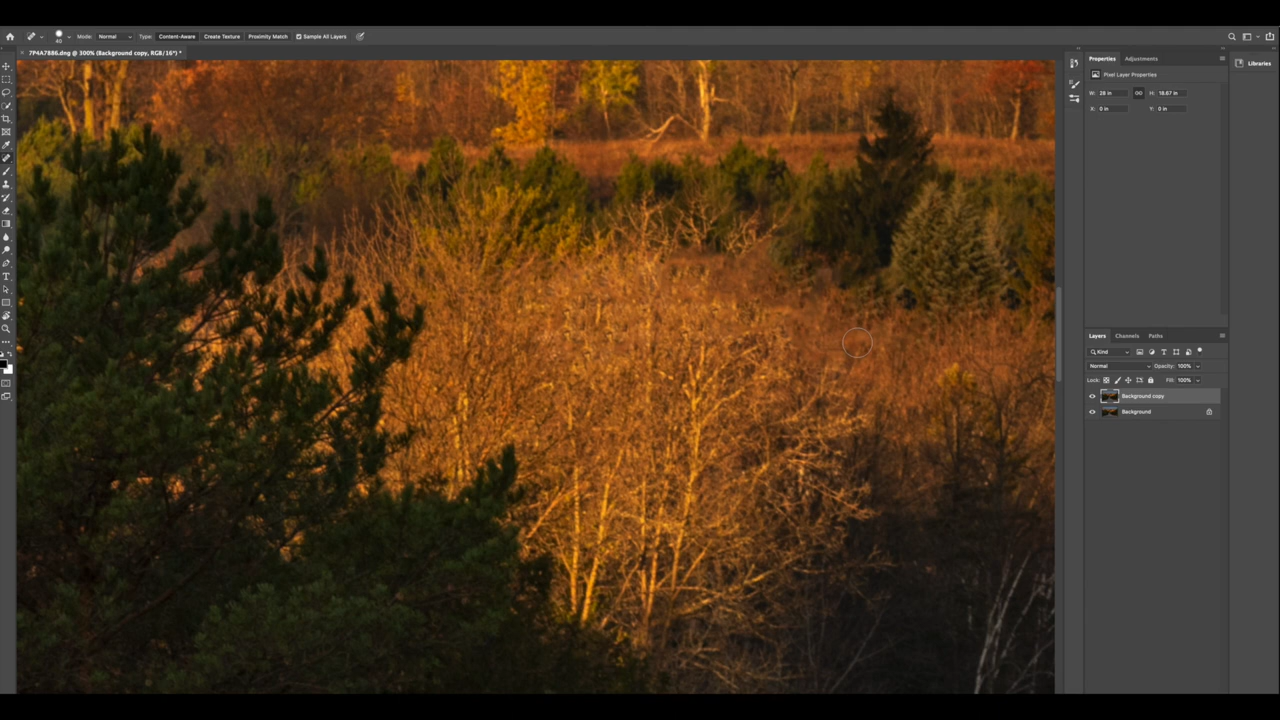 Mode: Normal Type: Content-Aware Create Texture Proximity Match Sample All Layers
40
7P4A7886.dng @ 300% (Background copy, RGB/16*) *
Properties Adjustments
Libraries
Pixel Layer Properties
W: 28 in H: 18.67 in
X: 0 in Y: 0 in
Layers Channels Paths
Kind
Normal Opacity: 100%
Lock: Fill: 100%
Background copy
Background